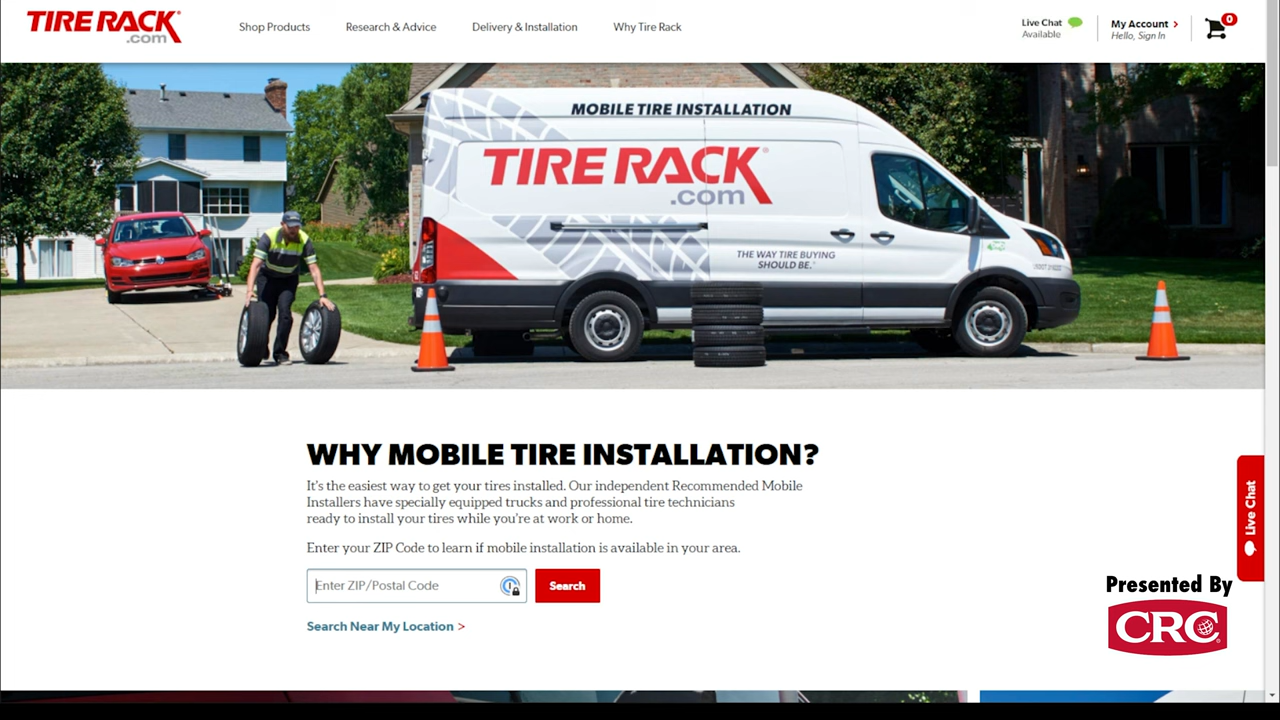 TIRE RACK
.com
Shop Products
Research & Advice
Delivery & Installation
Why Tire Rack
Live Chat
Available
My Account >
Hello, Sign In
0
MOBILE TIRE INSTALLATION
TIRE RACK
.com
THE WAY TIRE BUYING
SHOULD BE.
WHY MOBILE TIRE INSTALLATION?
It's the easiest way to get your tires installed. Our independent Recommended Mobile
Installers have specially equipped trucks and professional tire technicians
ready to install your tires while you're at work or home.
Enter your ZIP Code to learn if mobile installation is available in your area.
Enter ZIP/Postal Code
Search
Search Near My Location >
Live Chat
Presented By
CRC